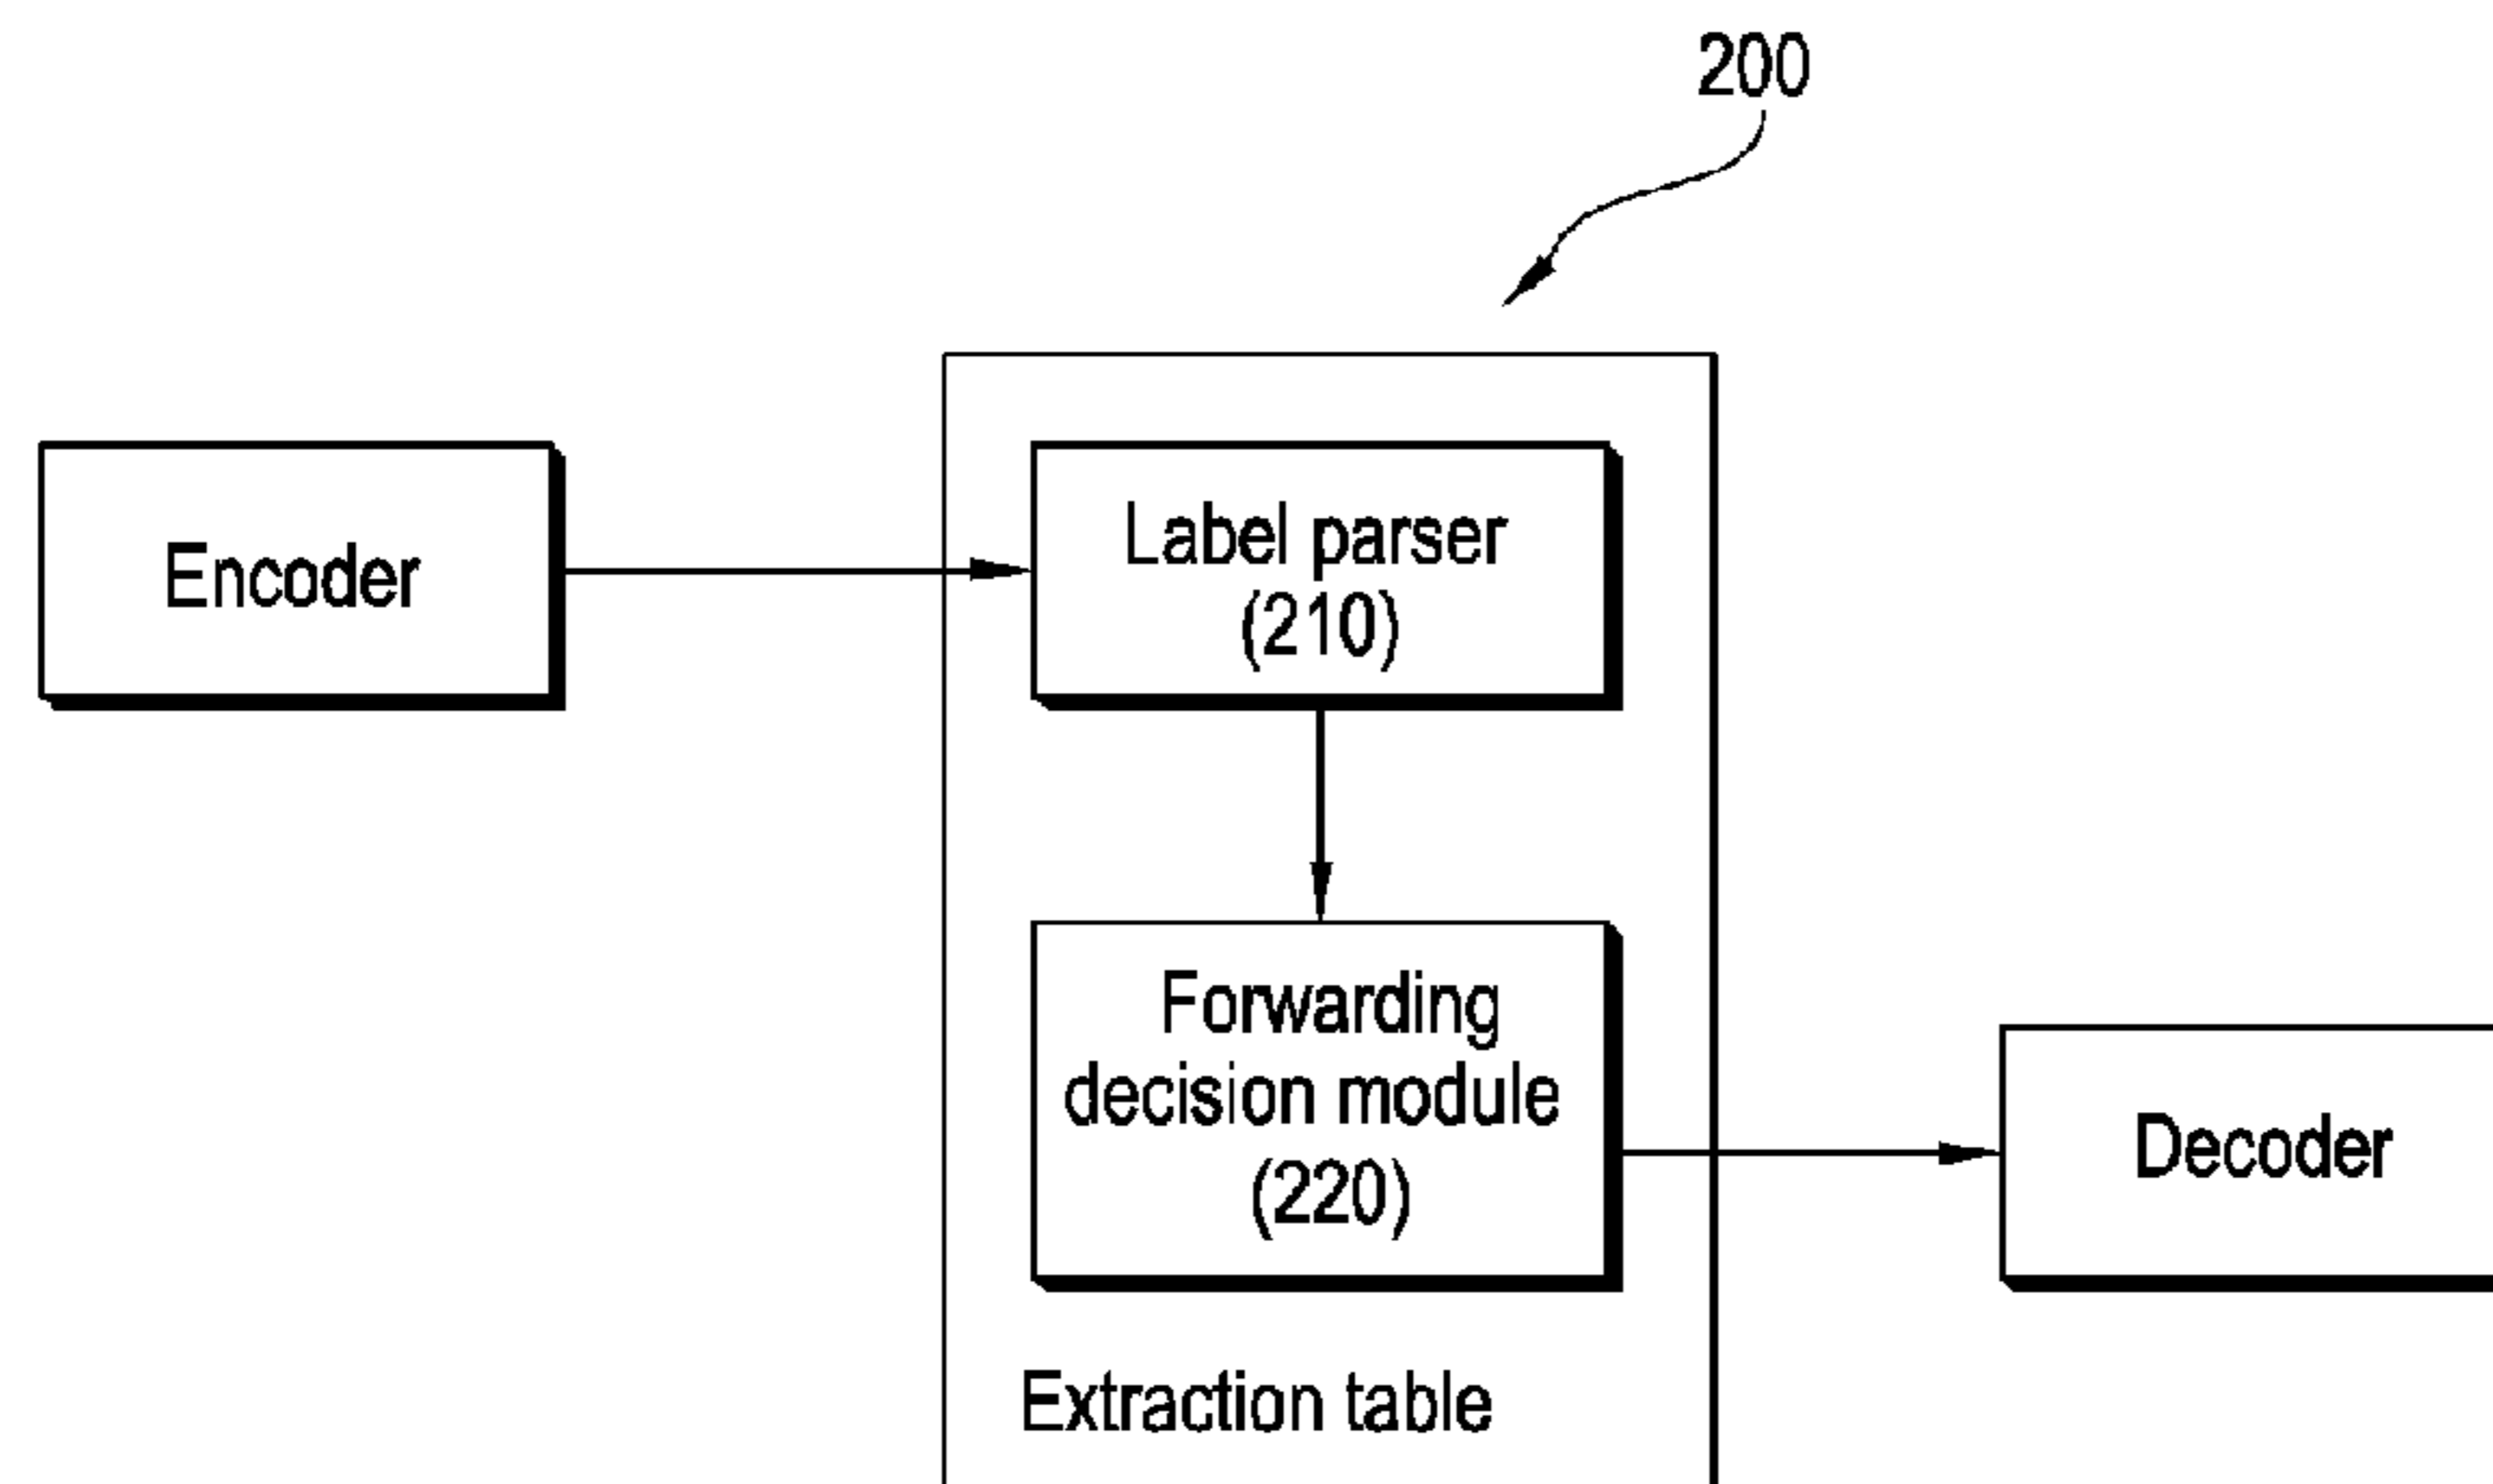 200
Encoder
Label parser
(210)
Forwarding
decision module
(220)
Decoder
Extraction table